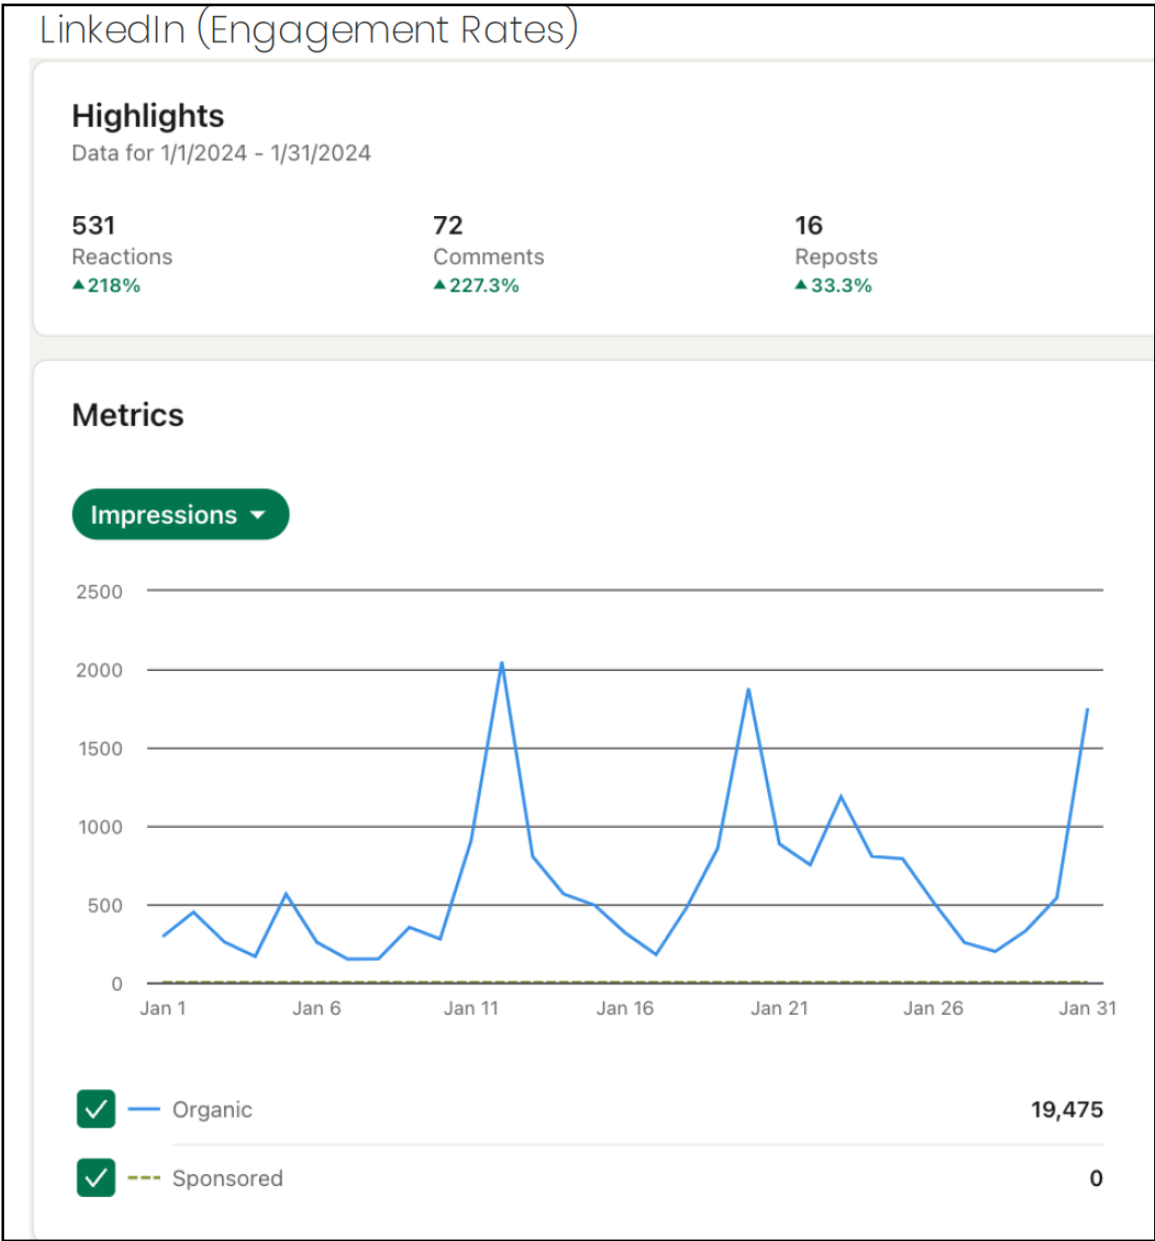 LinkedIn (Engagement Rates)
Highlights
Data for 1/1/2024 - 1/31/2024
531 72 16
Reactions Comments Reposts
▲218% ▲227.3% ▲33.3%
Metrics
Impressions
2500
2000
1500
1000
500
0
Jan 1 Jan 6 Jan 11 Jan 16 Jan 21 Jan 26 Jan 31
Organic 19,475
Sponsored 0